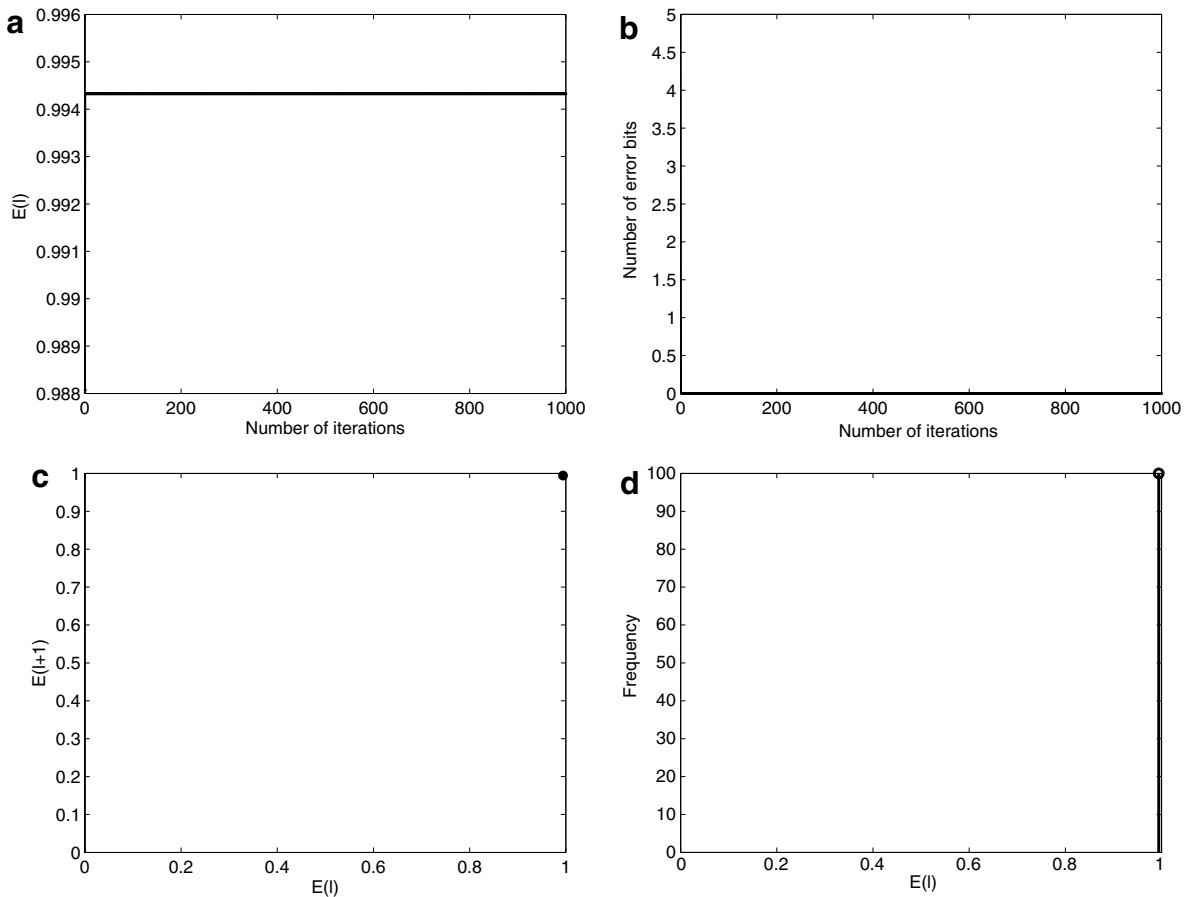 a
0.996
0.995
0.994
0.993
0.992
0.991
0.99
0.989
0.988
E(l)
0 200 400 600 800 1000
Number of iterations
b
5
4.5
4
3.5
3
2.5
2
1.5
1
0.5
0
Number of error bits
0 200 400 600 800 1000
Number of iterations
c
1
0.9
0.8
0.7
0.6
0.5
0.4
0.3
0.2
0.1
0
E(l+1)
0 0.2 0.4 0.6 0.8 1
E(l)
d
100
90
80
70
60
50
40
30
20
10
0
Frequency
0 0.2 0.4 0.6 0.8 1
E(l)